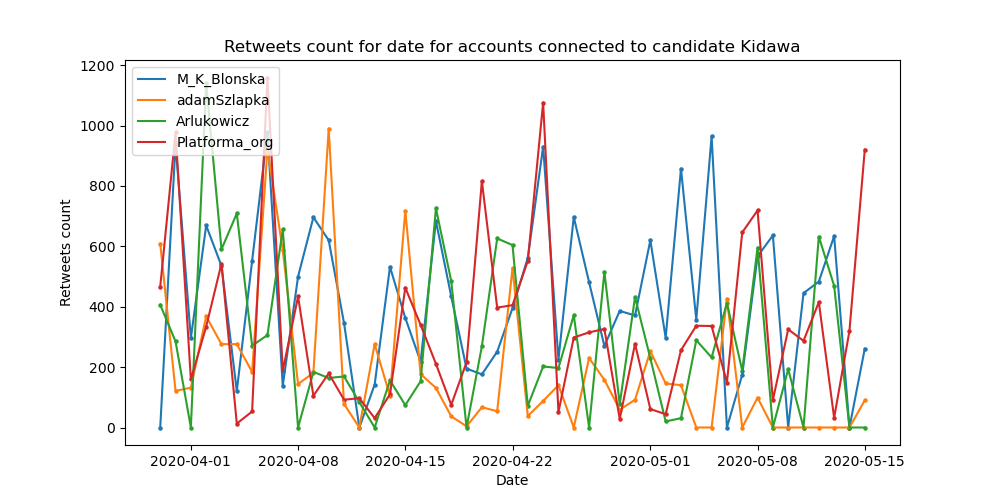 Retweets count for date for accounts connected to candidate Kidawa
M_K_Blonska
adamSzlapka
Arlukowicz
Platforma_org
Retweets count
1200
1000
800
600
400
200
0
2020-04-01 2020-04-08 2020-04-15 2020-04-22 2020-05-01 2020-05-08 2020-05-15
Date